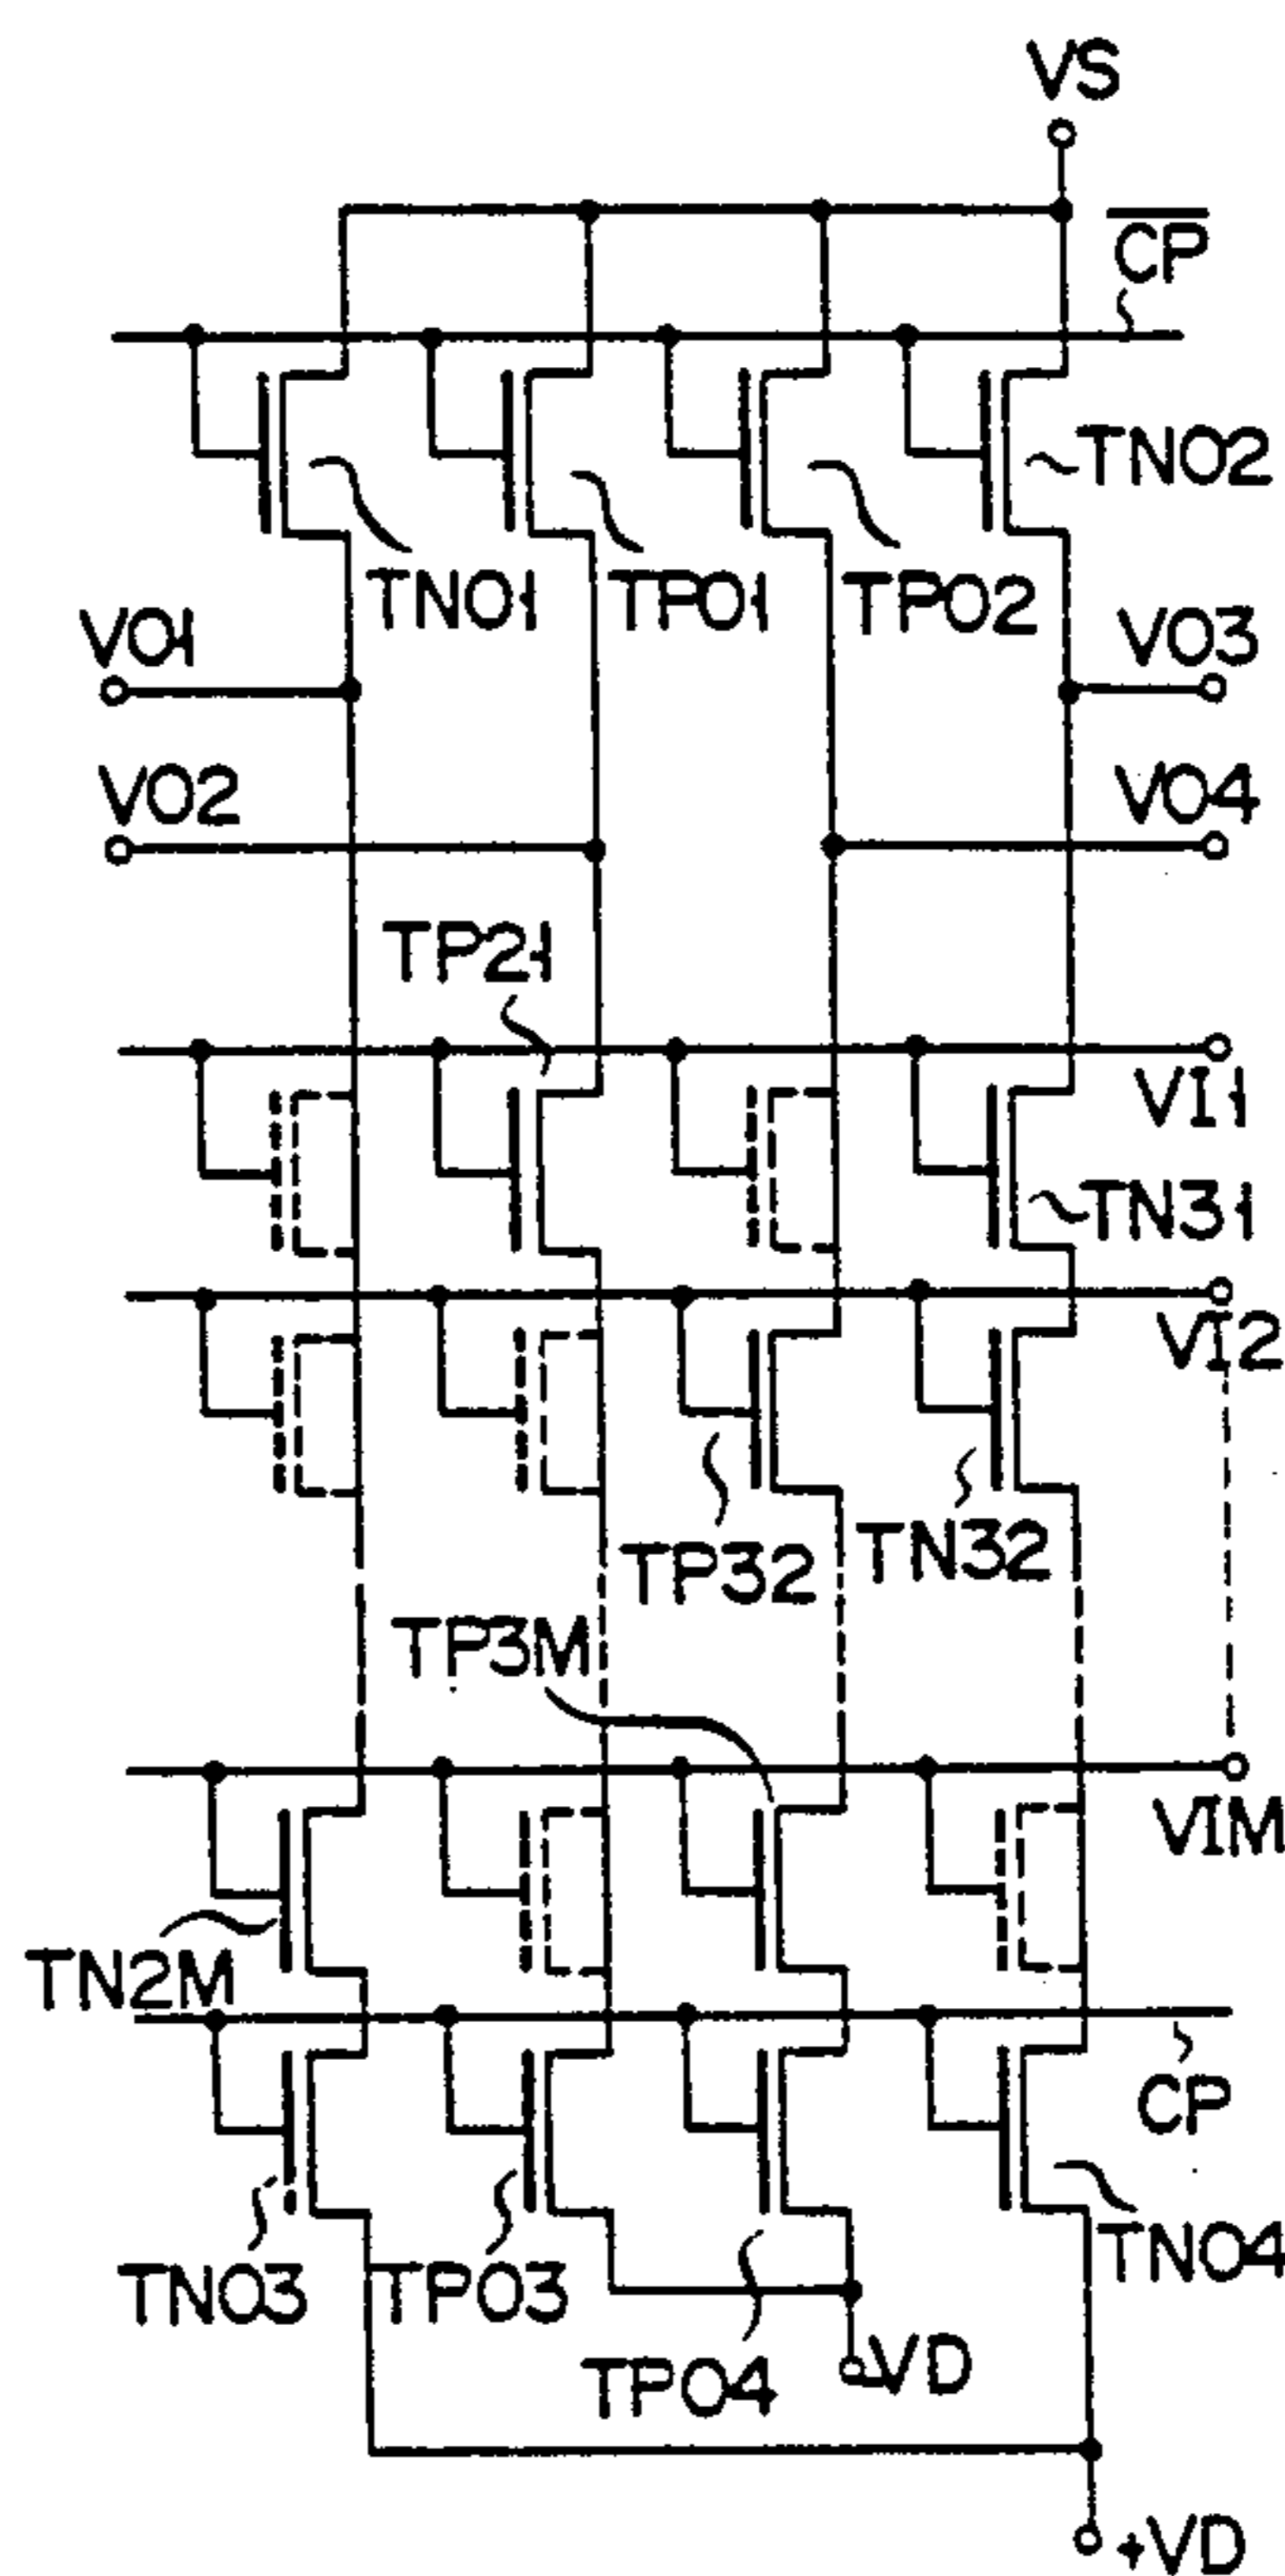 VS
CP
TN02
TN01
TP01
TP02
V01
V03
V02
V04
TP21
VI1
TN31
VI2
TP32
TN32
TP3M
VIM
TN2M
CP
TN03
TP03
TN04
TP04
-VD
+VD